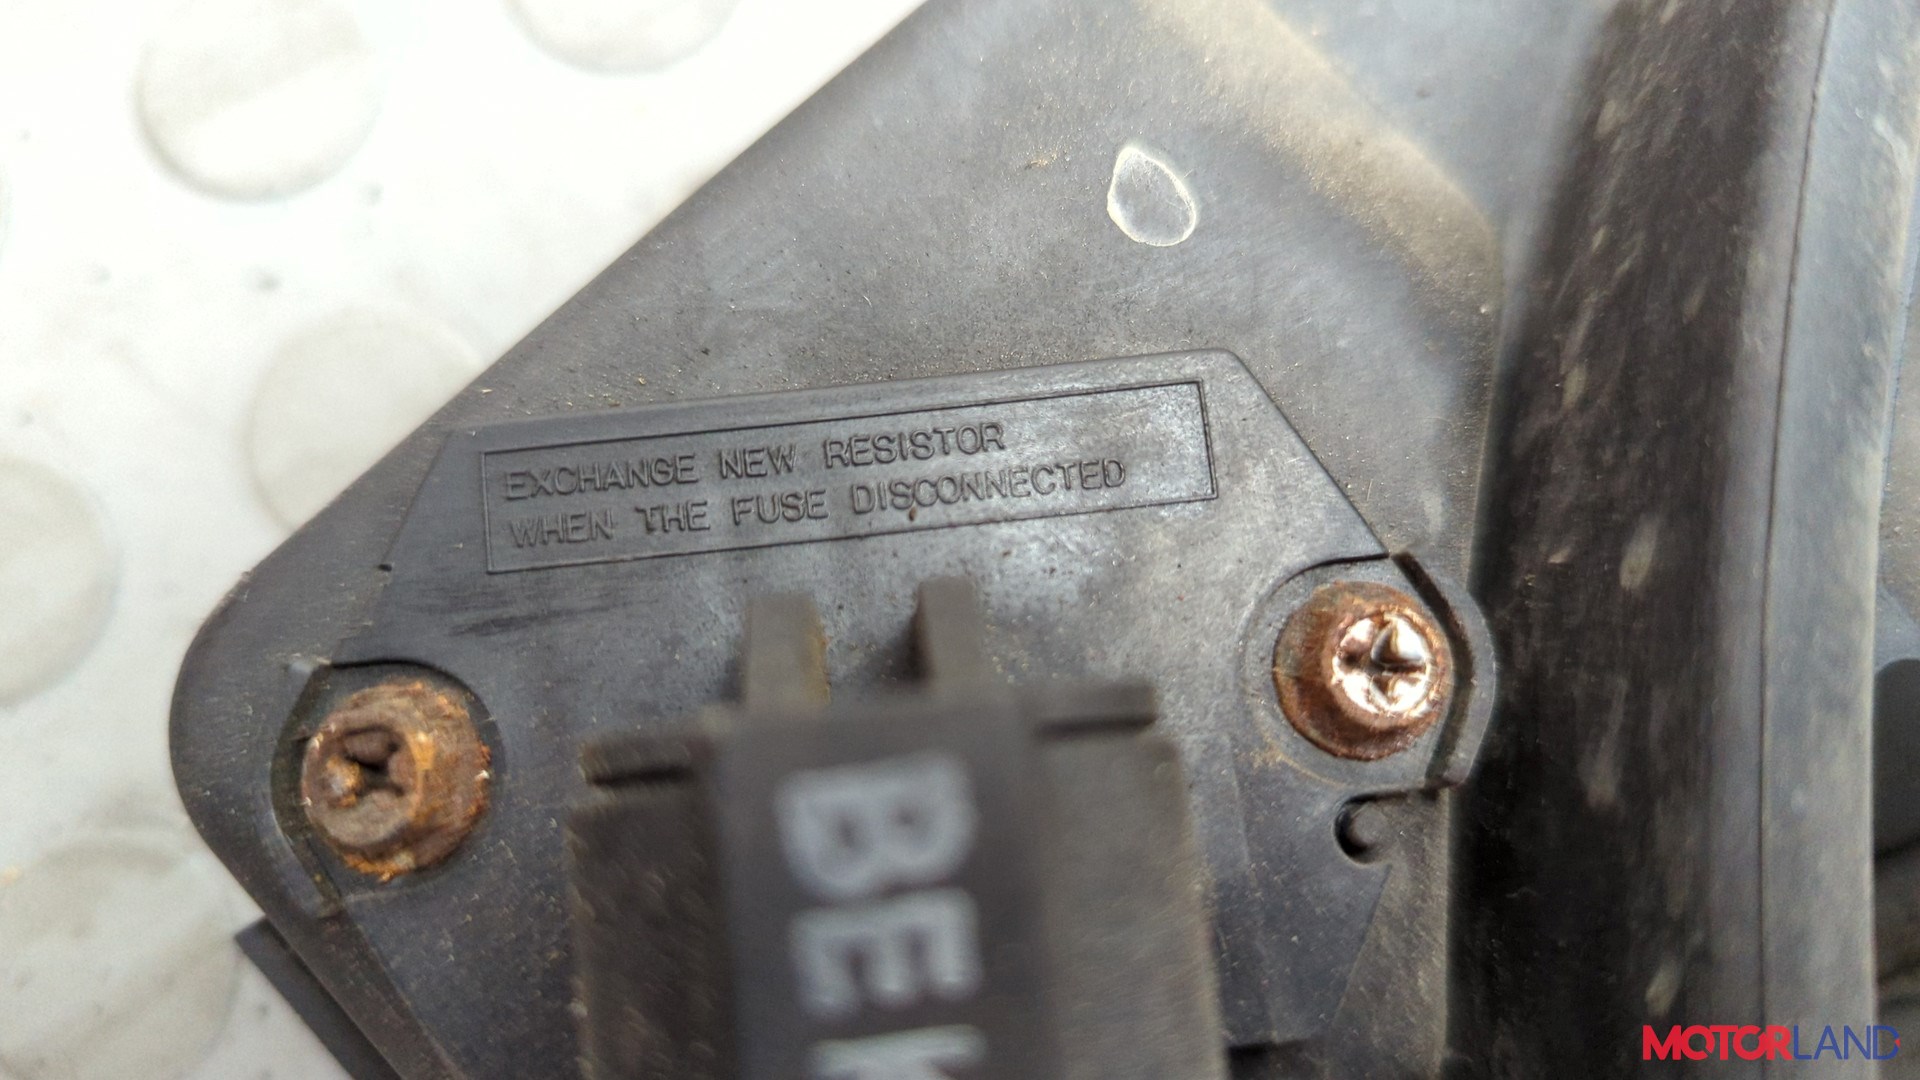 EXCHANGE NEW RESISTOR
WHEN THE FUSE DISCONNECTED
MOTORLAND